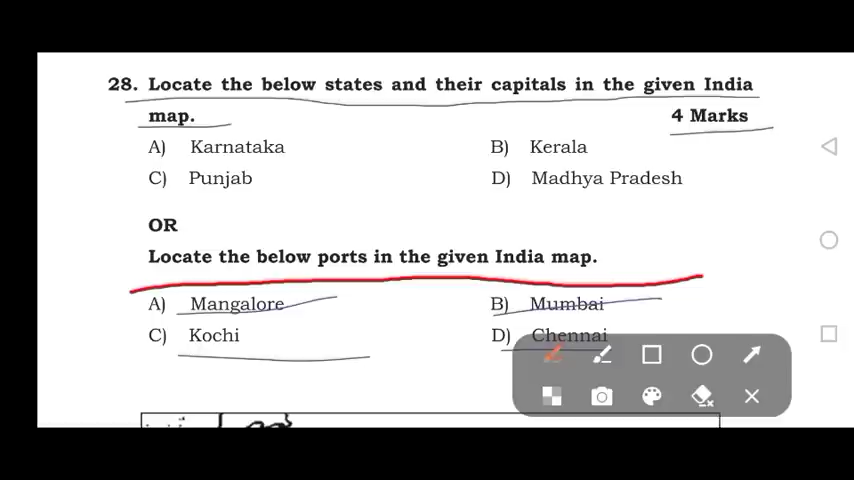 28. Locate the below states and their capitals in the given India
map. 4 Marks
A) Karnataka B) Kerala
C) Punjab D) Madhya Pradesh
OR
Locate the below ports in the given India map.
A) Mangalore B) Mumbai
C) Kochi D) Chennai